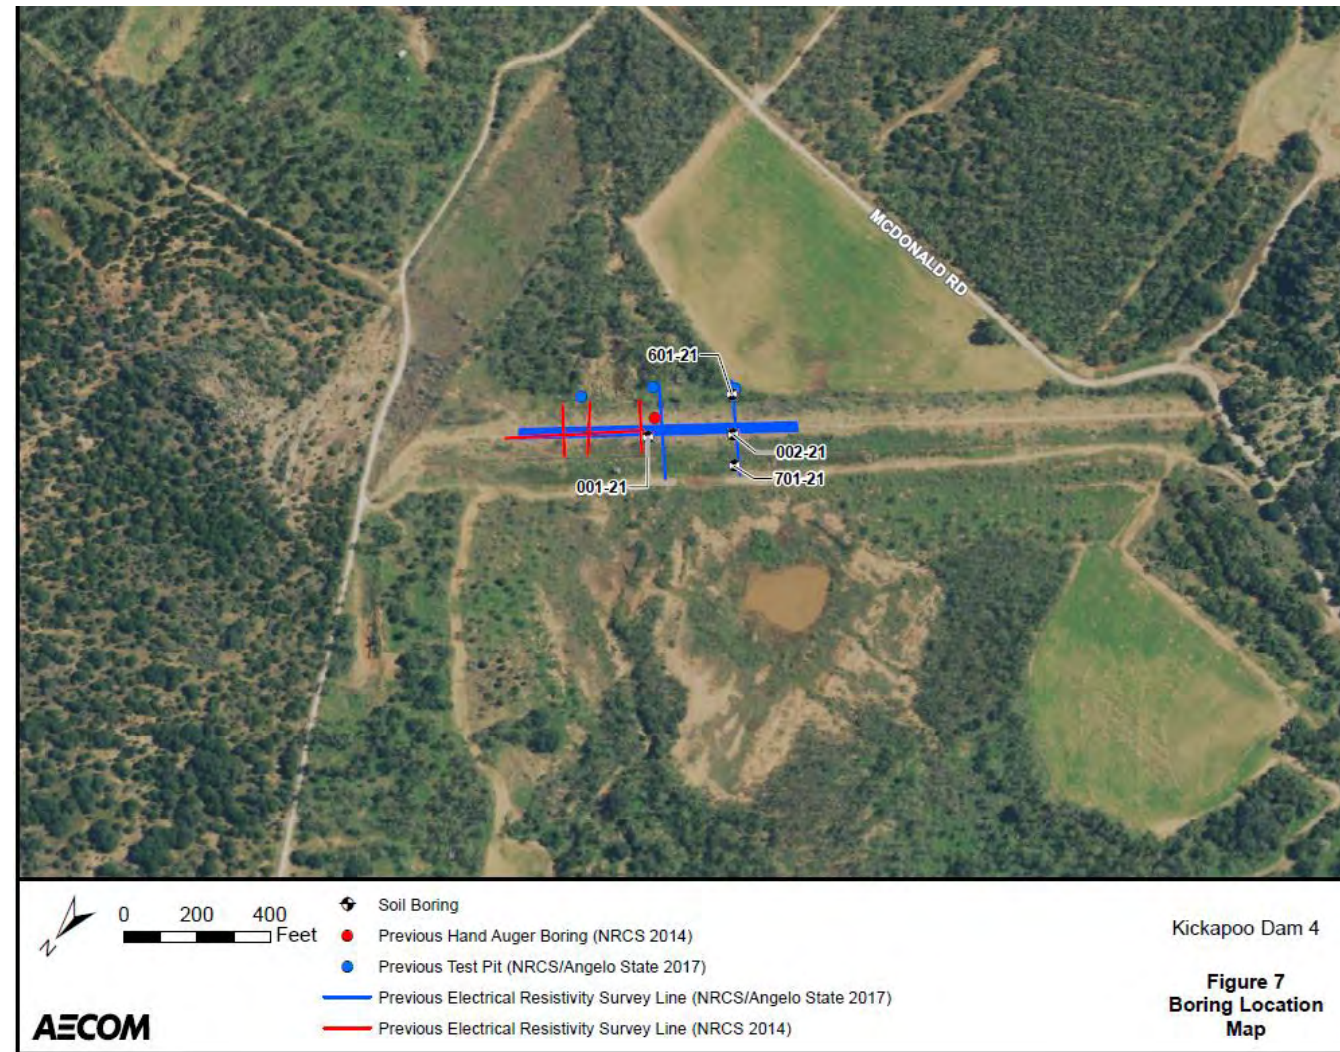 MCDONALD RD
601-21
002-21
001-21
701-21
N
0 200 400
Feet
Soil Boring
Previous Hand Auger Boring (NRCS 2014)
Previous Test Pit (NRCS/Angelo State 2017)
Previous Electrical Resistivity Survey Line (NRCS/Angelo State 2017)
Previous Electrical Resistivity Survey Line (NRCS 2014)
AECOM
Kickapoo Dam 4
Figure 7
Boring Location
Map